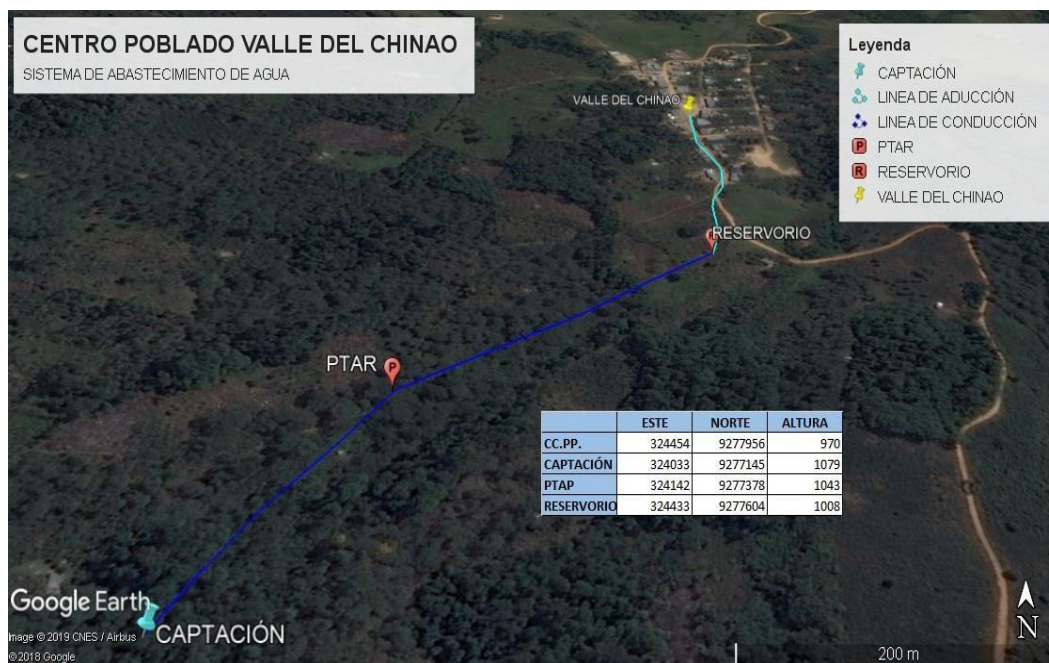 CENTRO POBLADO VALLE DEL CHINAO
SISTEMA DE ABASTECIMIENTO DE AGUA
Leyenda
CAPTACIÓN
LINEA DE ADUCCIÓN
LINEA DE CONDUCCIÓN
P PTAR
R RESERVORIO
VALLE DEL CHINAO
VALLE DEL CHINAO
RESERVORIO
PTAR P
ESTE NORTE ALTURA
CC.PP. 324454 9277956 970
CAPTACIÓN 324033 9277145 1079
PTAP 324142 9277378 1043
RESERVORIO 324433 9277604 1008
Google Earth
CAPTACIÓN
Image © 2019 CNES / Airbus
© 2018 Google
N
200 m